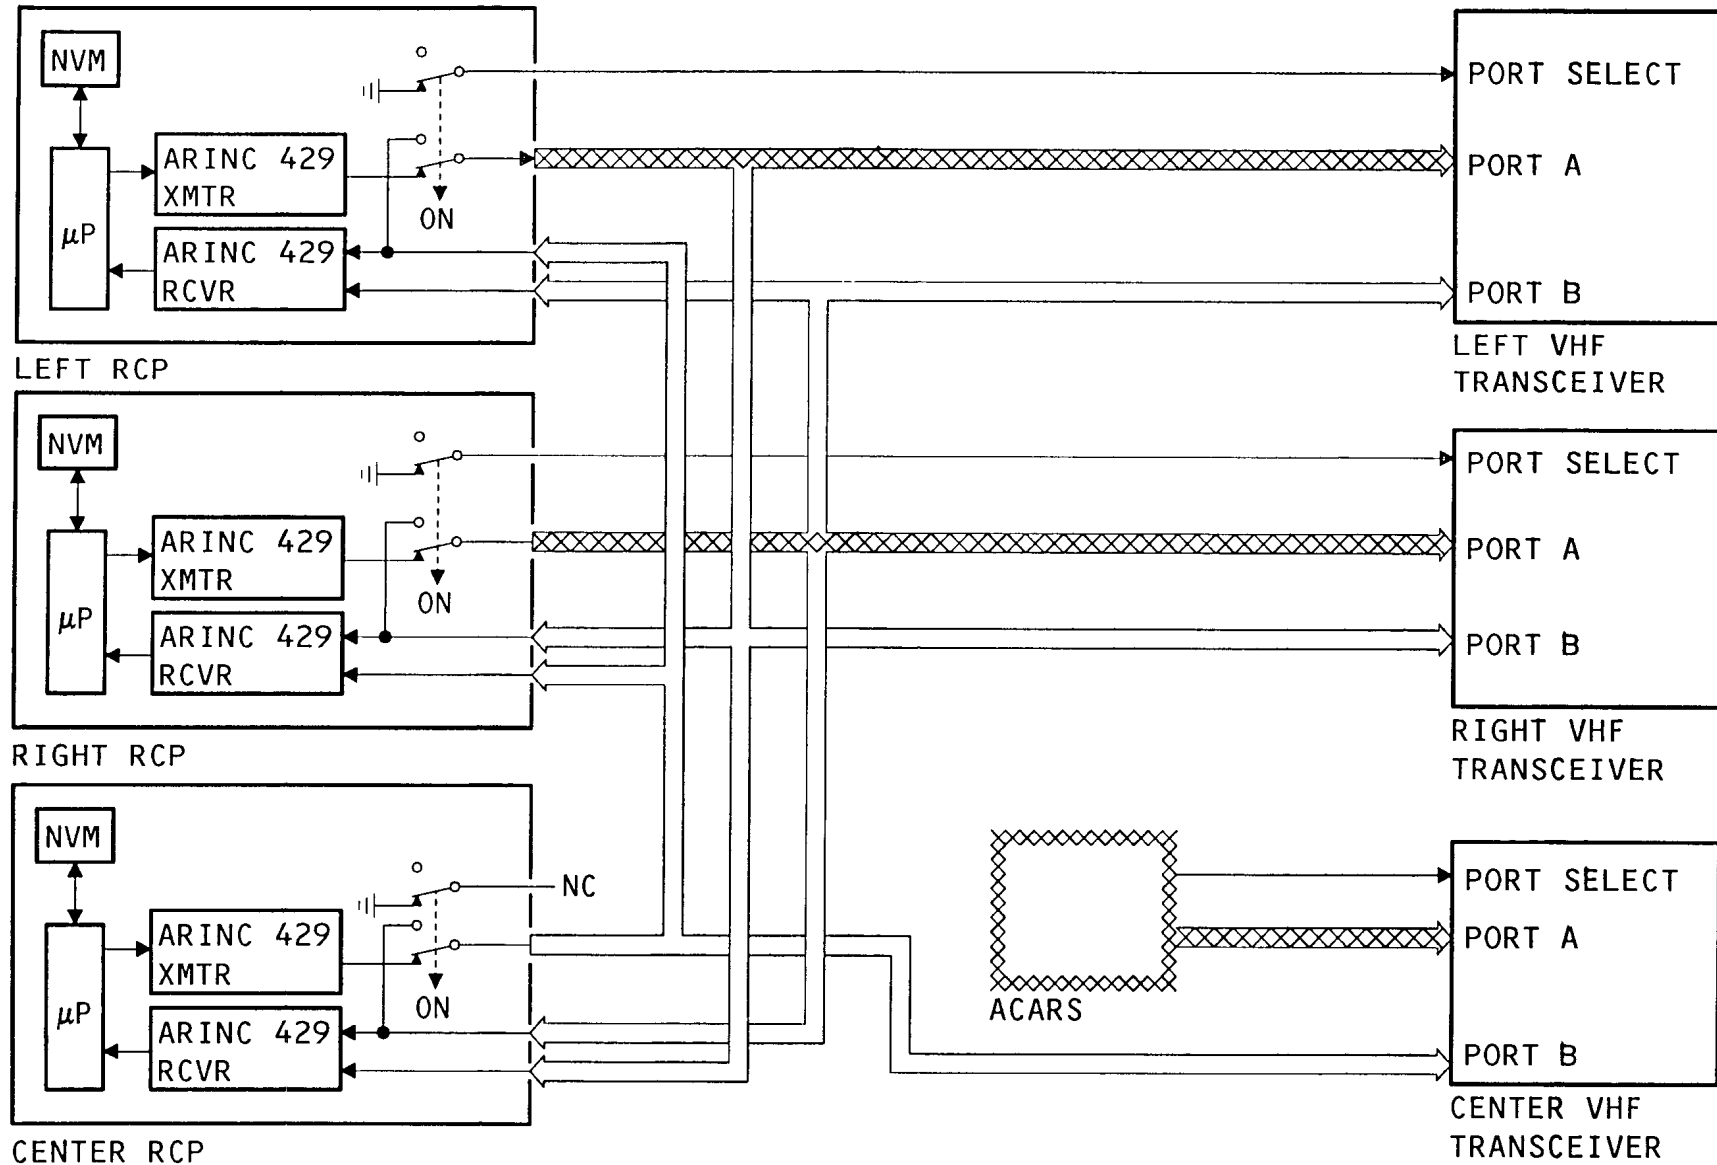 NVM
μP
ARINC 429
XMTR
ARINC 429
RCVR
ON
LEFT RCP
PORT SELECT
PORT A
PORT B
LEFT VHF
TRANSCEIVER
NVM
μP
ARINC 429
XMTR
ARINC 429
RCVR
ON
RIGHT RCP
PORT SELECT
PORT A
PORT B
RIGHT VHF
TRANSCEIVER
NVM
μP
ARINC 429
XMTR
ARINC 429
RCVR
ON
NC
CENTER RCP
ACARS
PORT SELECT
PORT A
PORT B
CENTER VHF
TRANSCEIVER